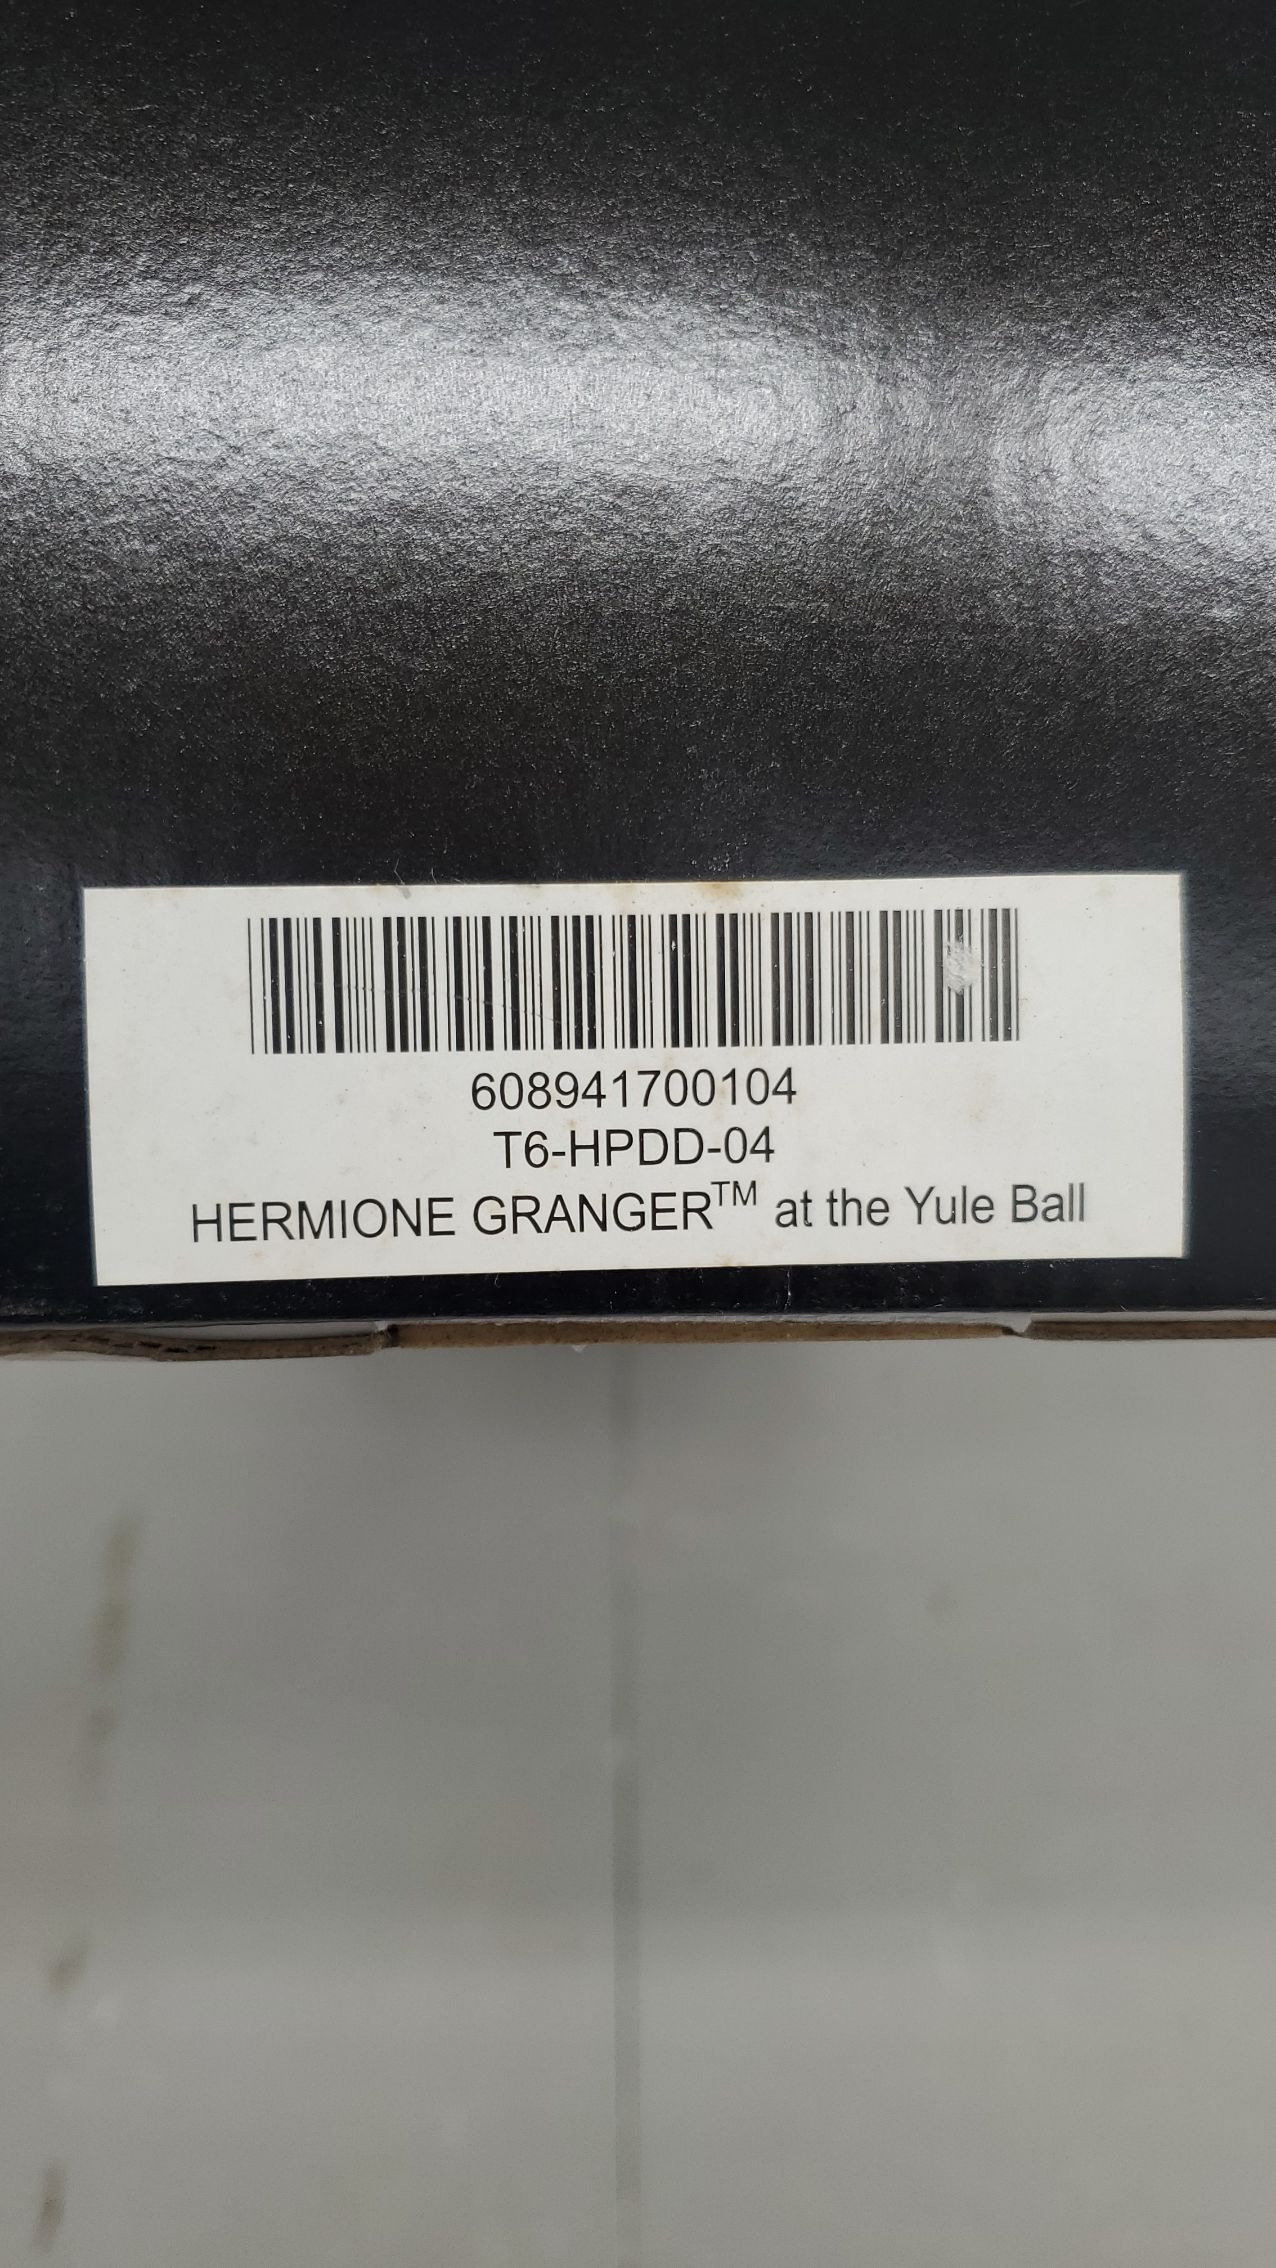 608941700104
T6-HPDD-04
HERMIONE GRANGER™ at the Yule Ball